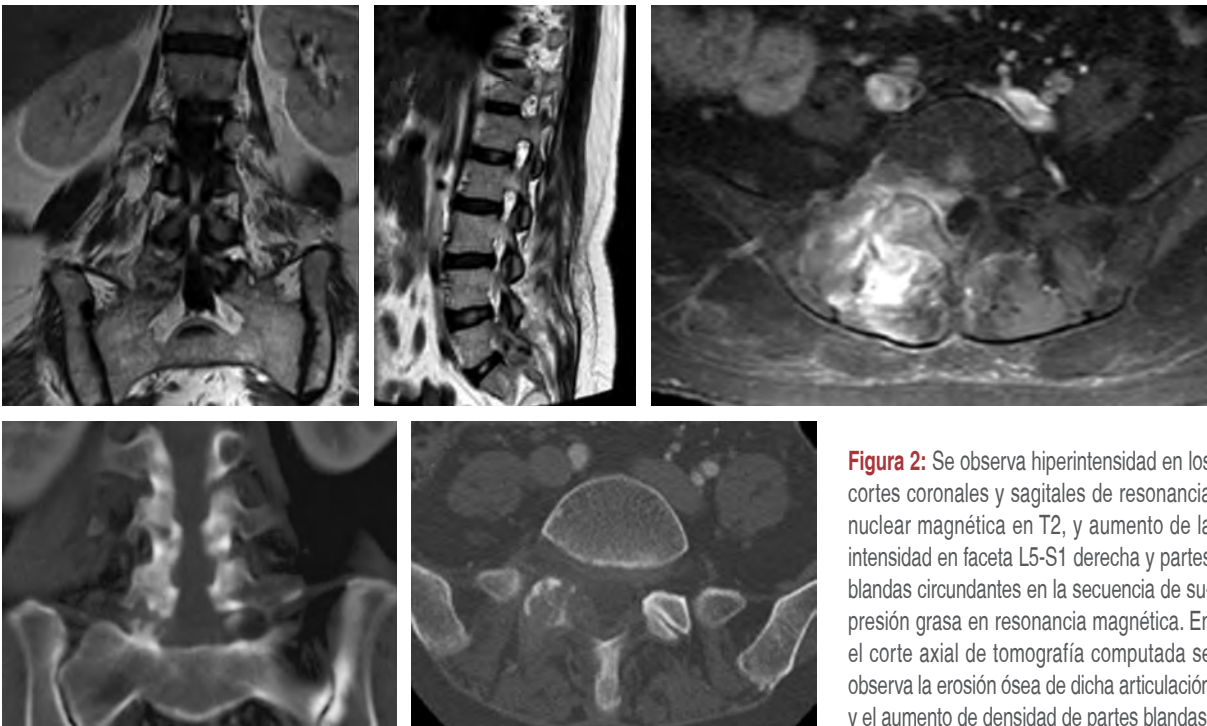 Figura 2: Se observa hiperintensidad en los
cortes coronales y sagitales de resonancia
nuclear magnética en T2, y aumento de la
intensidad en faceta L5-S1 derecha y partes
blandas circundantes en la secuencia de su-
presión grasa en resonancia magnética. En
el corte axial de tomografía computada se
observa la erosión ósea de dicha articulación
y el aumento de densidad de partes blandas.